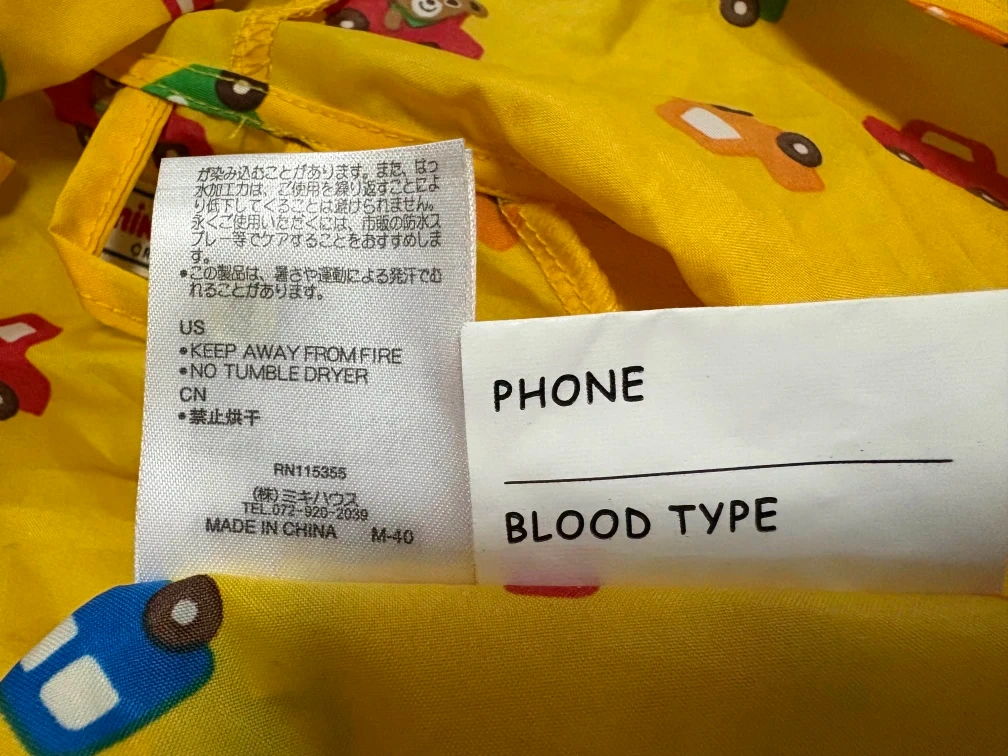 が染み込むことがあります。また、はっ
水加工力は、ご使用を繰り返すことによ
り低下してくることは避けられません。
永くご使用いただくには、市販の防水ス
プレー等でケアすることをおすすめしま
す。
•この製品は、暑さや運動による発汗でむ
れることがあります。
US
•KEEP AWAY FROM FIRE
•NO TUMBLE DRYER
CN
•禁止烘干
RN115355
(株)ミキハウス
TEL.072-920-2039
MADE IN CHINA M-40
PHONE
BLOOD TYPE